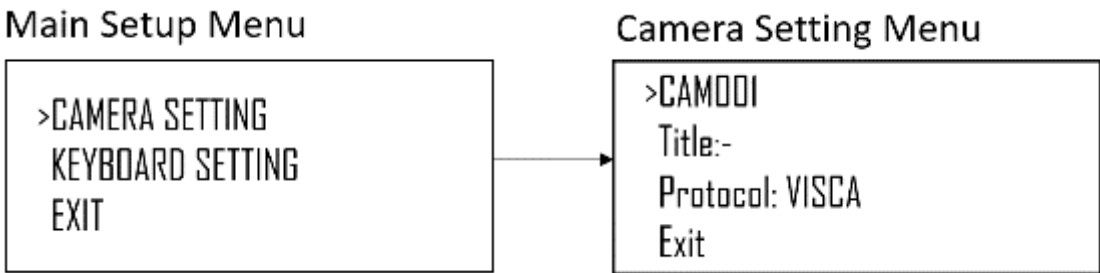 Main Setup Menu
>CAMERA SETTING
KEYBOARD SETTING
EXIT
Camera Setting Menu
>CAM001
Title:-
Protocol: VISCA
Exit